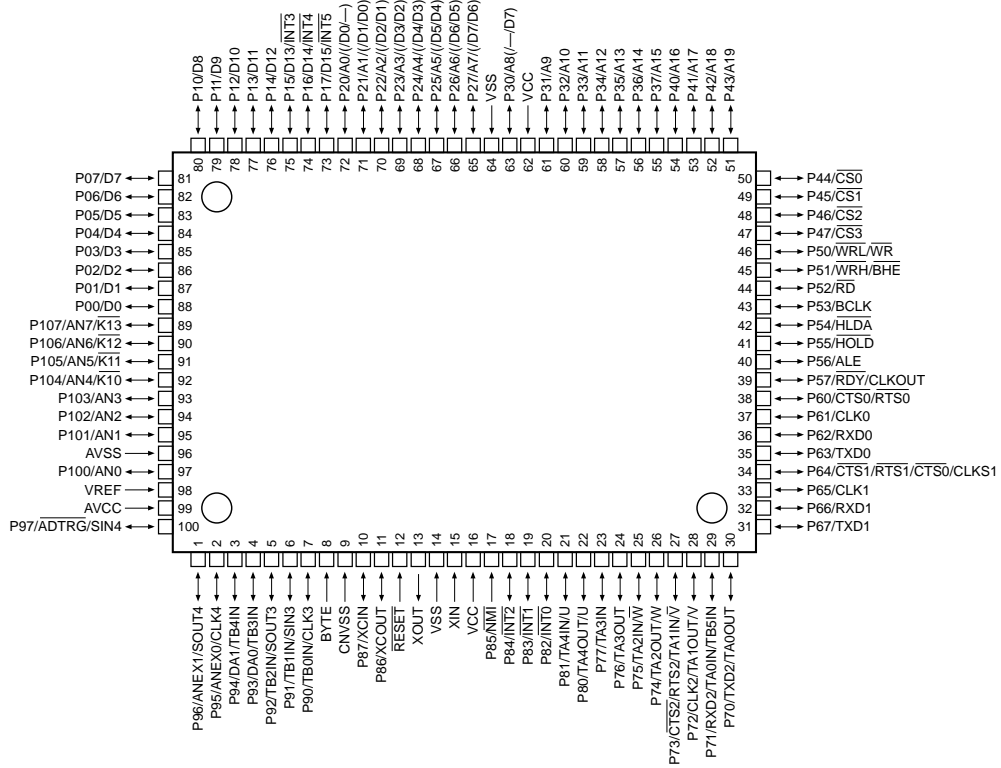 P10/D8
P11/D9
P12/D10
P13/D11
P14/D12
P15/D13/INT3
P16/D14/INT4
P17/D15/INT5
P20/A0(/D0/—)
P21/A1(/D1/D0)
P22/A2(/D2/D1)
P23/A3(/D3/D2)
P24/A4(/D4/D3)
P25/A5(/D5/D4)
P26/A6(/D6/D5)
P27/A7(/D7/D6)
VSS
P30/A8(/—/D7)
VCC
P31/A9
P32/A10
P33/A11
P34/A12
P35/A13
P36/A14
P37/A15
P40/A16
P41/A17
P42/A18
P43/A19
80
79
78
77
76
75
74
73
72
71
70
69
68
67
66
65
64
63
62
61
60
59
58
57
56
55
54
53
52
51
P07/D7 81
P06/D6 82
P05/D5 83
P04/D4 84
P03/D3 85
P02/D2 86
P01/D1 87
P00/D0 88
P107/AN7/K13 89
P106/AN6/K12 90
P105/AN5/K11 91
P104/AN4/K10 92
P103/AN3 93
P102/AN2 94
P101/AN1 95
AVSS 96
P100/AN0 97
VREF 98
AVCC 99
P97/ADTRG/SIN4 100
50 P44/CS0
49 P45/CS1
48 P46/CS2
47 P47/CS3
46 P50/WRL/WR
45 P51/WRH/BHE
44 P52/RD
43 P53/BCLK
42 P54/HLDA
41 P55/HOLD
40 P56/ALE
39 P57/RDY/CLKOUT
38 P60/CTS0/RTS0
37 P61/CLK0
36 P62/RXD0
35 P63/TXD0
34 P64/CTS1/RTS1/CTS0/CLKS1
33 P65/CLK1
32 P66/RXD1
31 P67/TXD1
1
2
3
4
5
6
7
8
9
10
11
12
13
14
15
16
17
18
19
20
21
22
23
24
25
26
27
28
29
30
P96/ANEX1/SOUT4
P95/ANEX0/CLK4
P94/DA1/TB4IN
P93/DA0/TB3IN
P92/TB2IN/SOUT3
P91/TB1IN/SIN3
P90/TB0IN/CLK3
BYTE
CNVSS
P87/XCIN
P86/XCOUT
RESET
XOUT
VSS
XIN
VCC
P85/NMI
P84/INT2
P83/INT1
P82/INT0
P81/TA4IN/U
P80/TA4OUT/U
P77/TA3IN
P76/TA3OUT
P75/TA2IN/W
P74/TA2OUT/W
P73/CTS2/RTS2/TA1IN/V
P72/CLK2/TA1OUT/V
P71/RXD2/TA0IN/TB5IN
P70/TXD2/TA0OUT